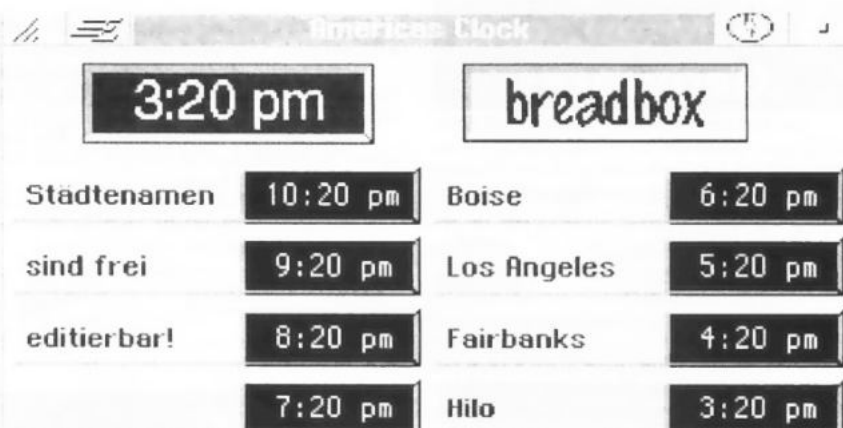 Americas Clock
3:20 pm breadbox
Städtenamen 10:20 pm Boise 6:20 pm
sind frei 9:20 pm Los Angeles 5:20 pm
editierbar! 8:20 pm Fairbanks 4:20 pm
7:20 pm Hilo 3:20 pm